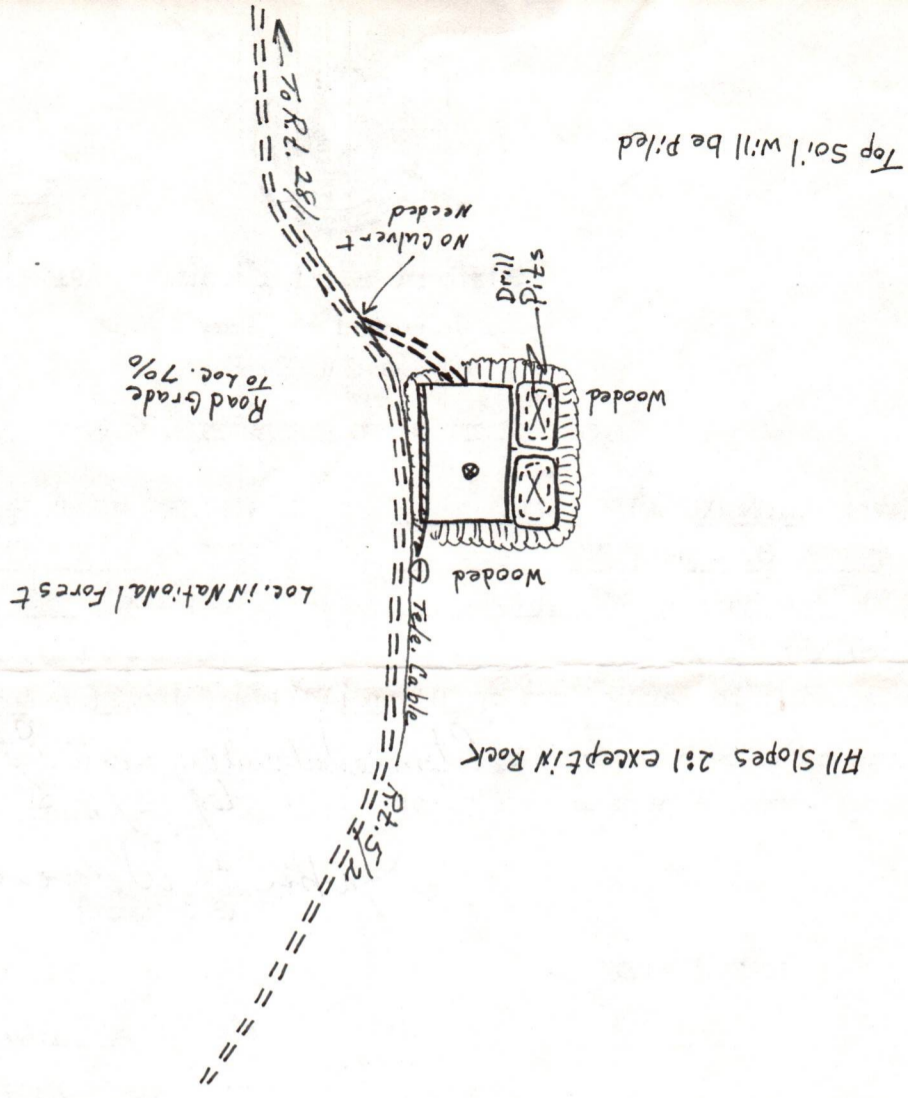 All Slopes 2:1 except in Rock
Rt. 5/2
Tele. Cable
Loc. in National Forest
Wooded
Wooded
Road Grade
To Loc. 7%
Drill
Pits
No Culvert
Needed
To Rt. 28/
Top Soil will be Piled